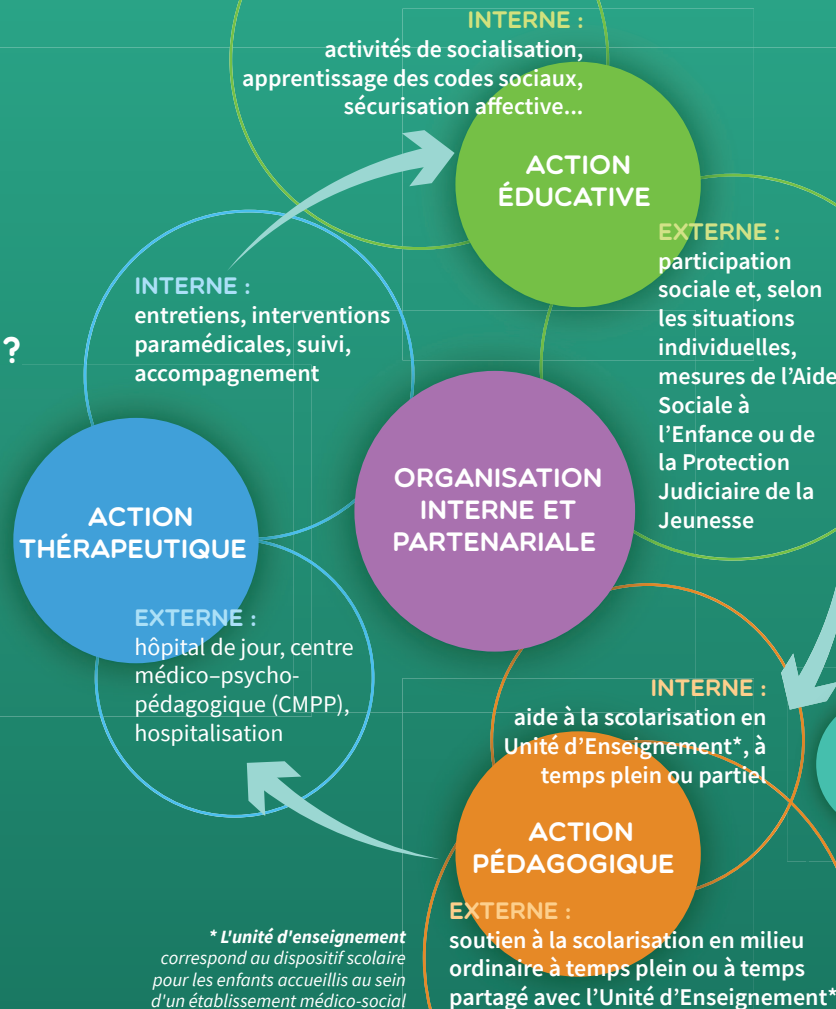 INTERNE :
activités de socialisation,
apprentissage des codes sociaux,
sécurisation affective...
ACTION
ÉDUCATIVE
EXTERNE :
participation
sociale et, selon
les situations
individuelles,
mesures de l’Aide
Sociale à
l’Enfance ou de
la Protection
Judiciaire de la
Jeunesse
INTERNE :
entretiens, interventions
paramédicales, suivi,
accompagnement
?
ACTION
THÉRAPEUTIQUE
EXTERNE :
hôpital de jour, centre
médico–psycho-
pédagogique (CMPP),
hospitalisation
ORGANISATION
INTERNE ET
PARTENARIALE
INTERNE :
aide à la scolarisation en
Unité d’Enseignement*, à
temps plein ou partiel
ACTION
PÉDAGOGIQUE
EXTERNE :
soutien à la scolarisation en milieu
ordinaire à temps plein ou à temps
partagé avec l’Unité d’Enseignement*
* L'unité d'enseignement
correspond au dispositif scolaire
pour les enfants accueillis au sein
d'un établissement médico-social